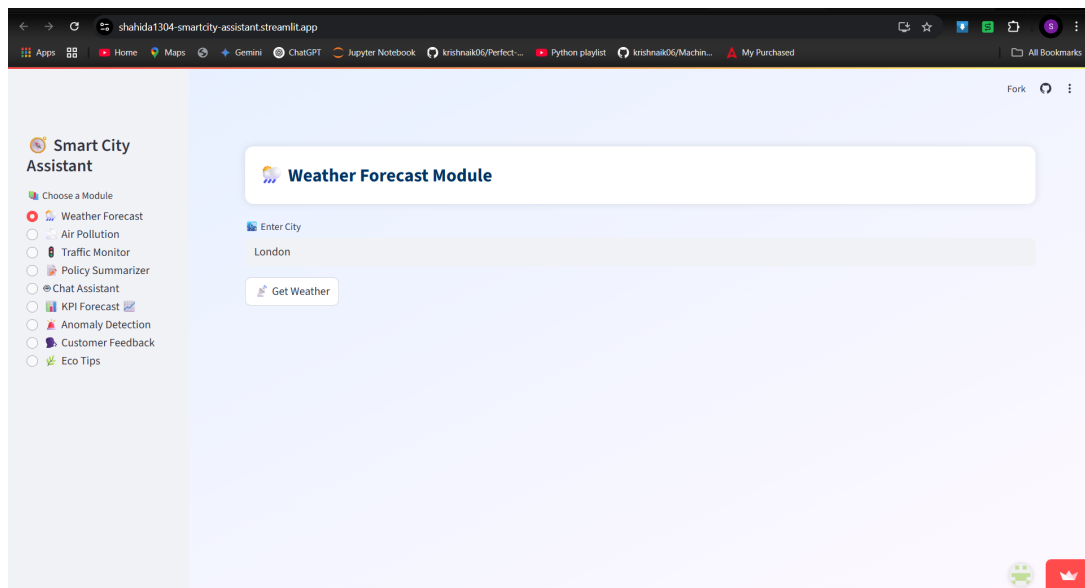 shahida1304-smartcity-assistant.streamlit.app
Apps Home Maps Gemini ChatGPT Jupyter Notebook krishnaik06/Perfect-... Python playlist krishnaik06/Machin... My Purchased All Bookmarks
Fork
Smart City
Assistant
Choose a Module
Weather Forecast
Air Pollution
Traffic Monitor
Policy Summarizer
Chat Assistant
KPI Forecast
Anomaly Detection
Customer Feedback
Eco Tips
Weather Forecast Module
Enter City
London
Get Weather
S
S